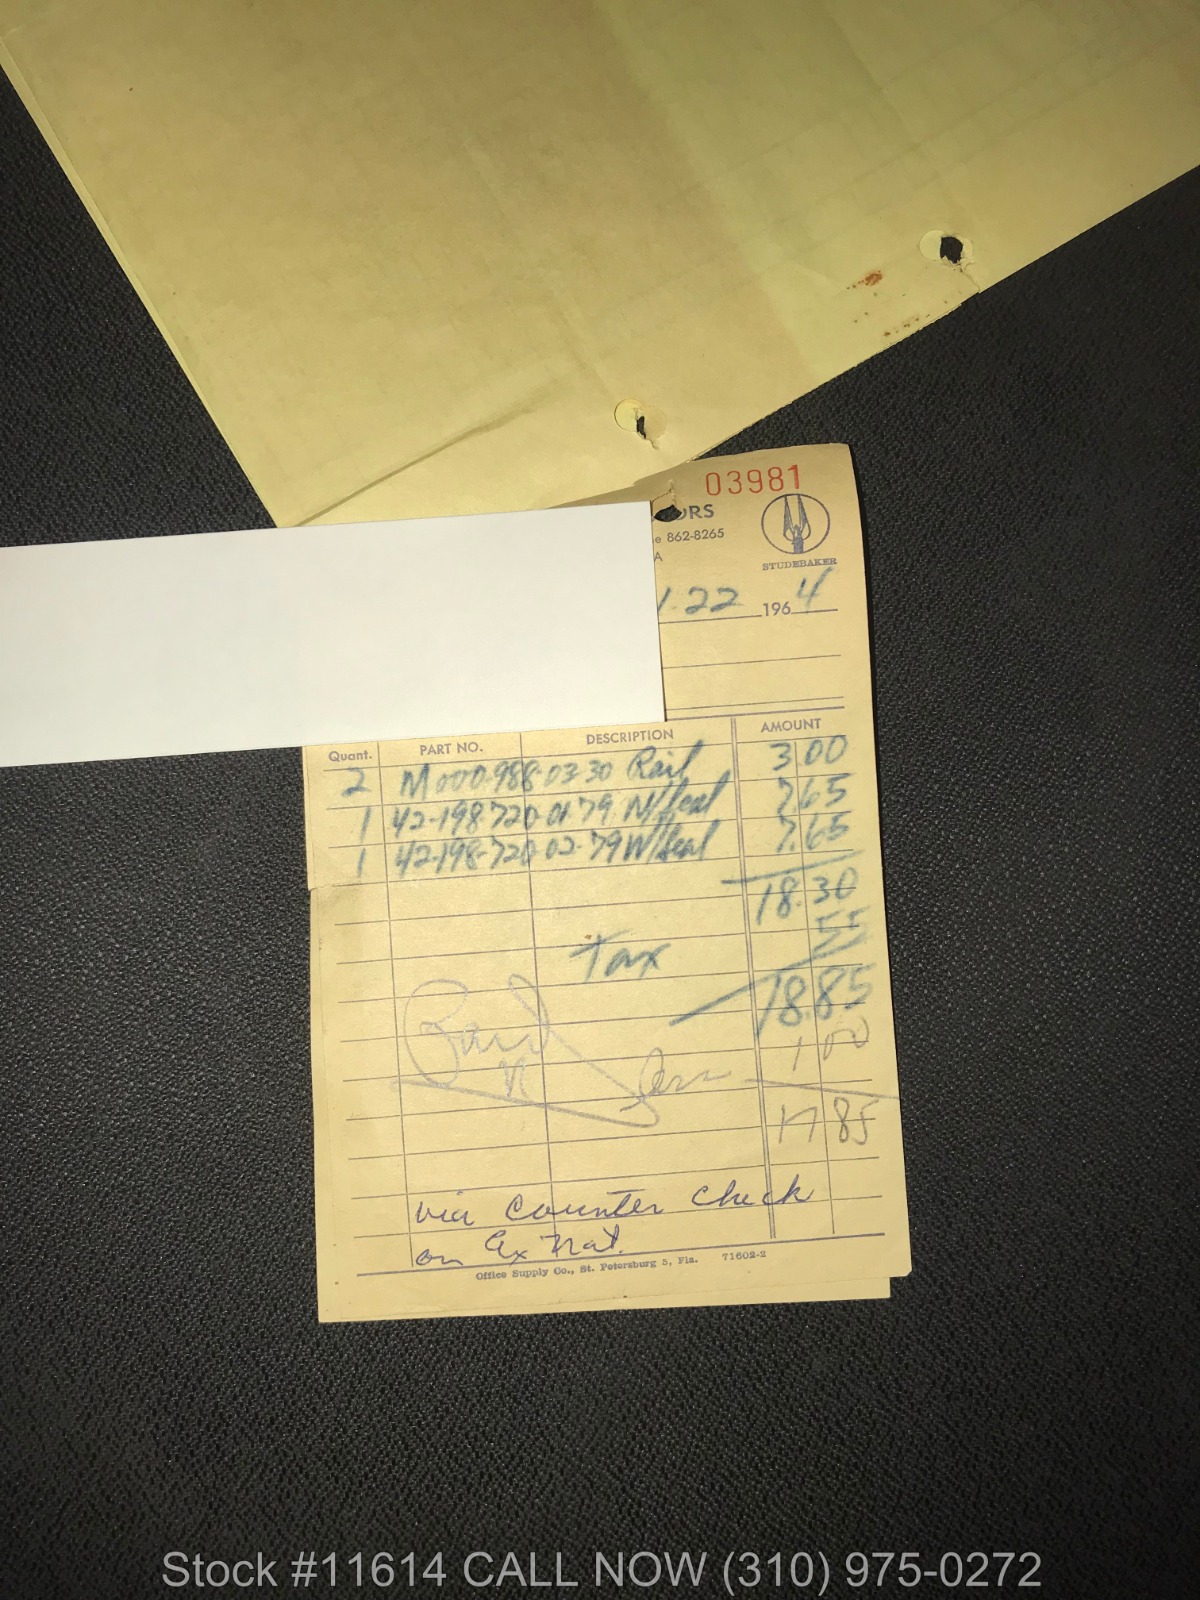 03981
ORS
e 862-8265
A
STUDEBAKER
1.22 1964
Quant. PART NO. DESCRIPTION AMOUNT
2 M000-988-03-30 Rail 3.00
1 42-198-720-01-79 W/Seal 7.65
1 42-198-720-02-79 W/Seal 7.65
18.30
Tax 55
18.85
Paid 1 00
17 85
via Counter Check
on Ex Nat.
Office Supply Co., St. Petersburg 5, Fla. 71602-2
Stock #11614 CALL NOW (310) 975-0272